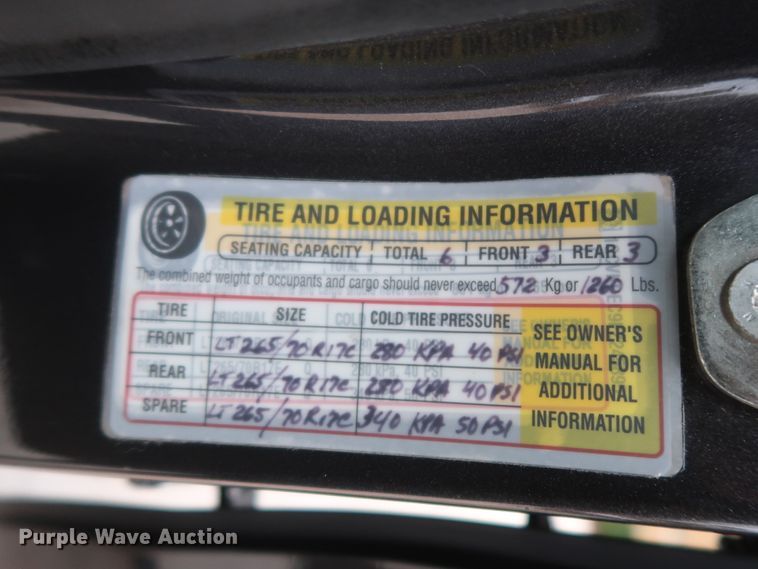 TIRE AND LOADING INFORMATION
SEATING CAPACITY TOTAL 6 FRONT 3 REAR 3
The combined weight of occupants and cargo should never exceed 572 Kg or 1260 Lbs.
TIRE SIZE COLD TIRE PRESSURE SEE OWNER'S MANUAL FOR ADDITIONAL INFORMATION
FRONT LT265/70R17C 280 KPA 40 PSI
REAR LT265/70R17C 280 KPA 40 PSI
SPARE LT265/70R17C 340 KPA 50 PSI
Purple Wave Auction